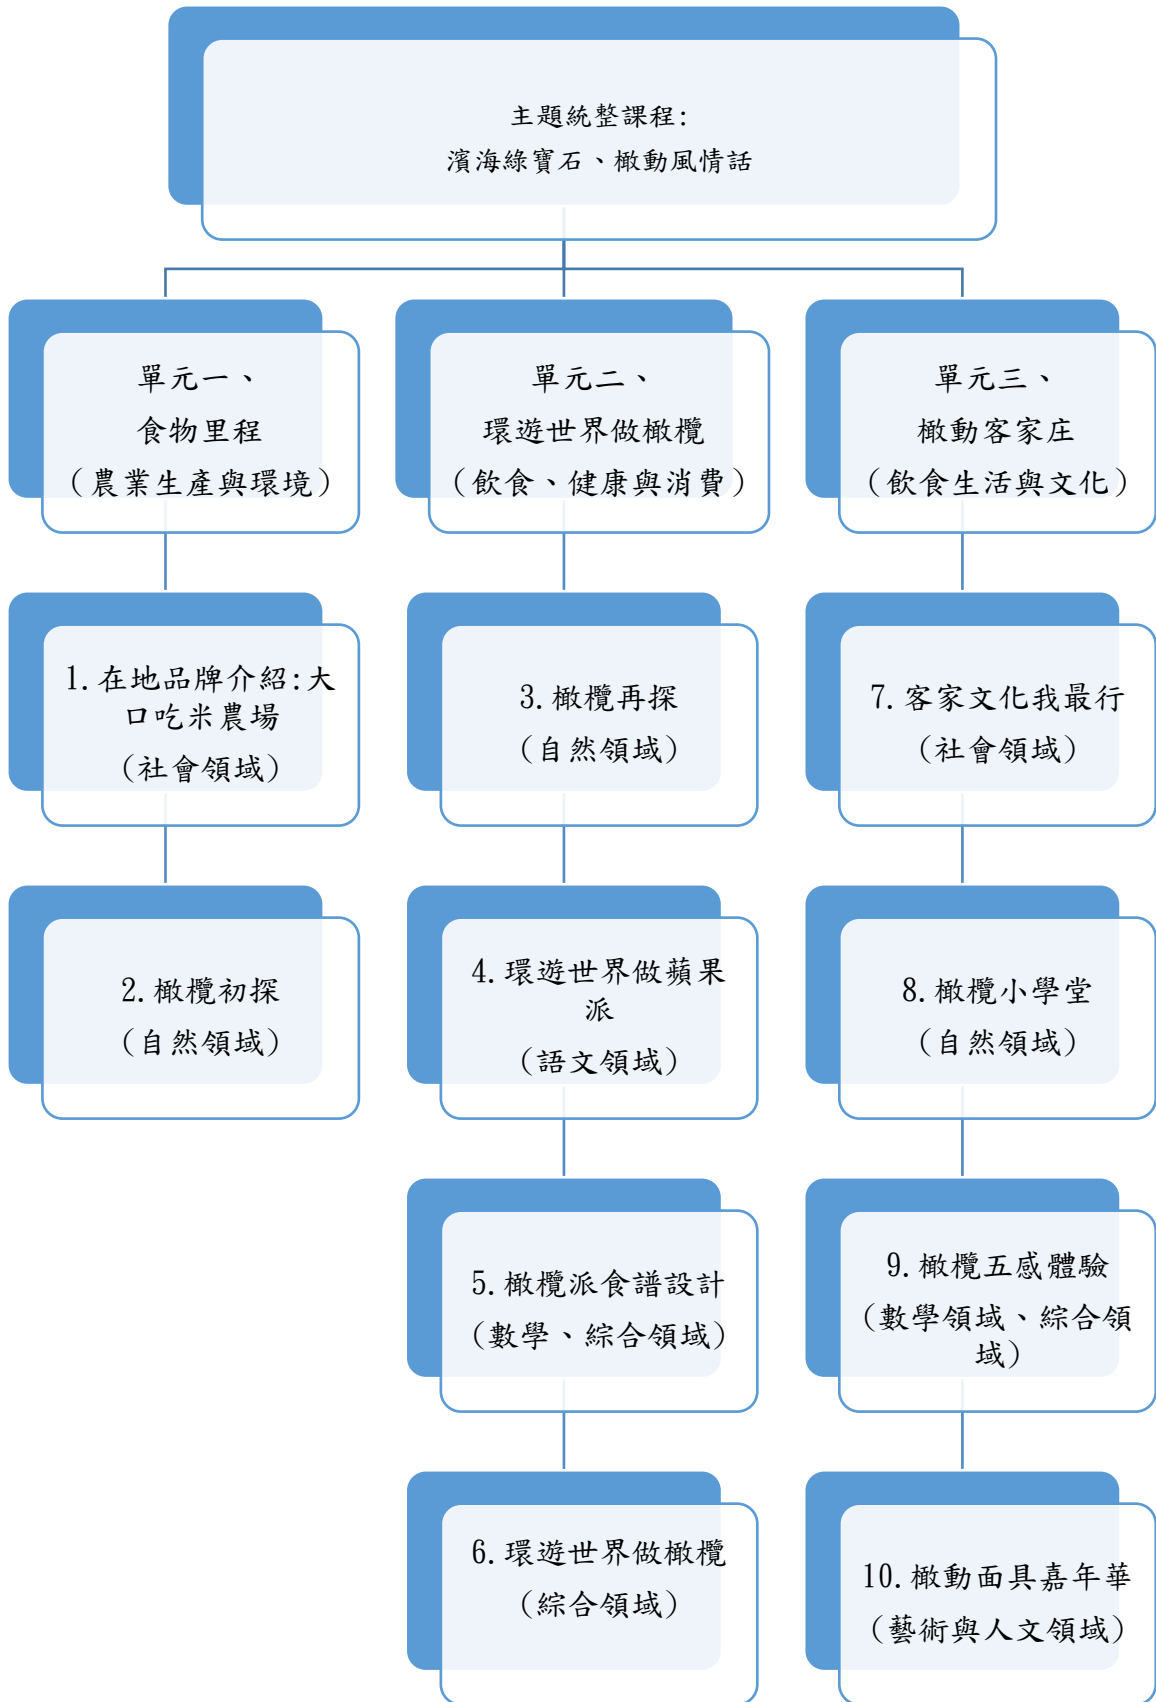 主題統整課程:
濱海綠寶石、橄動風情話
單元一、
食物里程
(農業生產與環境)
單元二、
環遊世界做橄欖
(飲食、健康與消費)
單元三、
橄動客家庄
(飲食生活與文化)
1.在地品牌介紹:大
口吃米農場
(社會領域)
2.橄欖初探
(自然領域)
3.橄欖再探
(自然領域)
4.環遊世界做蘋果
派
(語文領域)
5.橄欖派食譜設計
(數學、綜合領域)
6.環遊世界做橄欖
(綜合領域)
7.客家文化我最行
(社會領域)
8.橄欖小學堂
(自然領域)
9.橄欖五感體驗
(數學領域、綜合領
域)
10.橄動面具嘉年華
(藝術與人文領域)